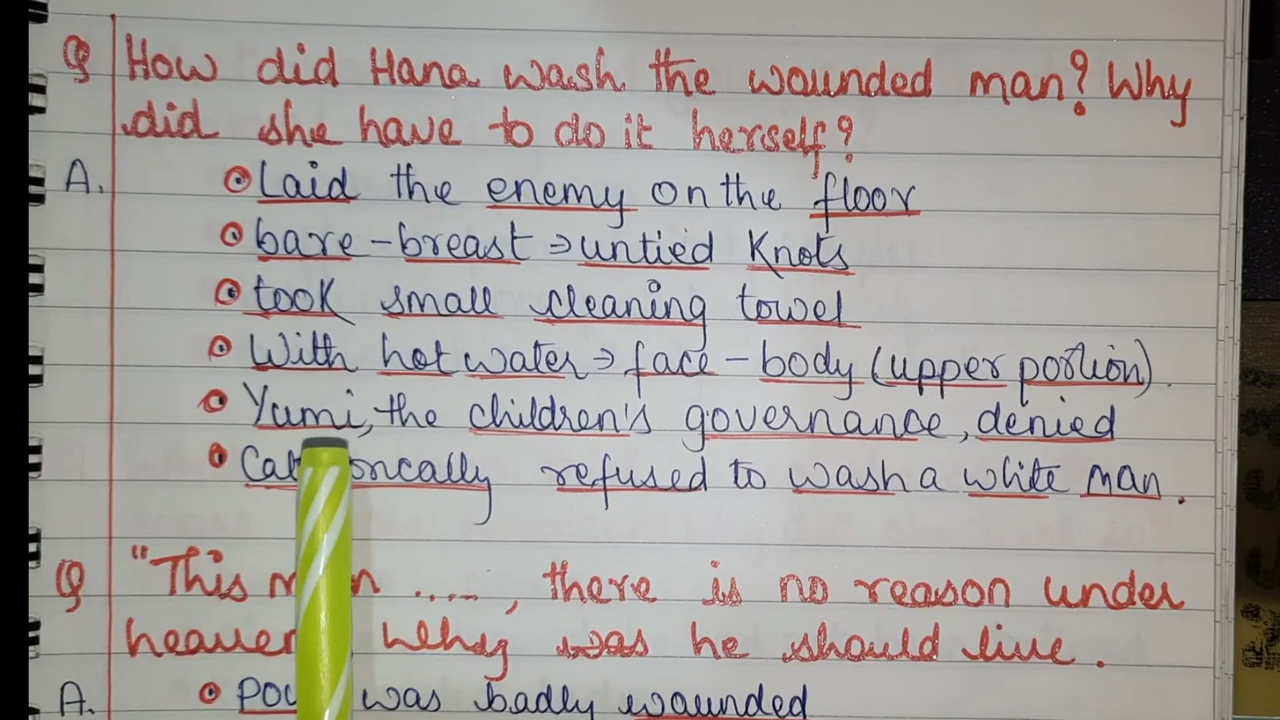 Q How did Hana wash the wounded man? Why
did she have to do it herself?
A. Laid the enemy on the floor
bare-breast ⇒ untied Knots
took small cleaning towel
With hot water ⇒ face-body (upper portion).
Yumi, the children's governance, denied
refused to wash a white man.
Q "This ....., there is no reason under
why was he should live.
A. was badly wounded